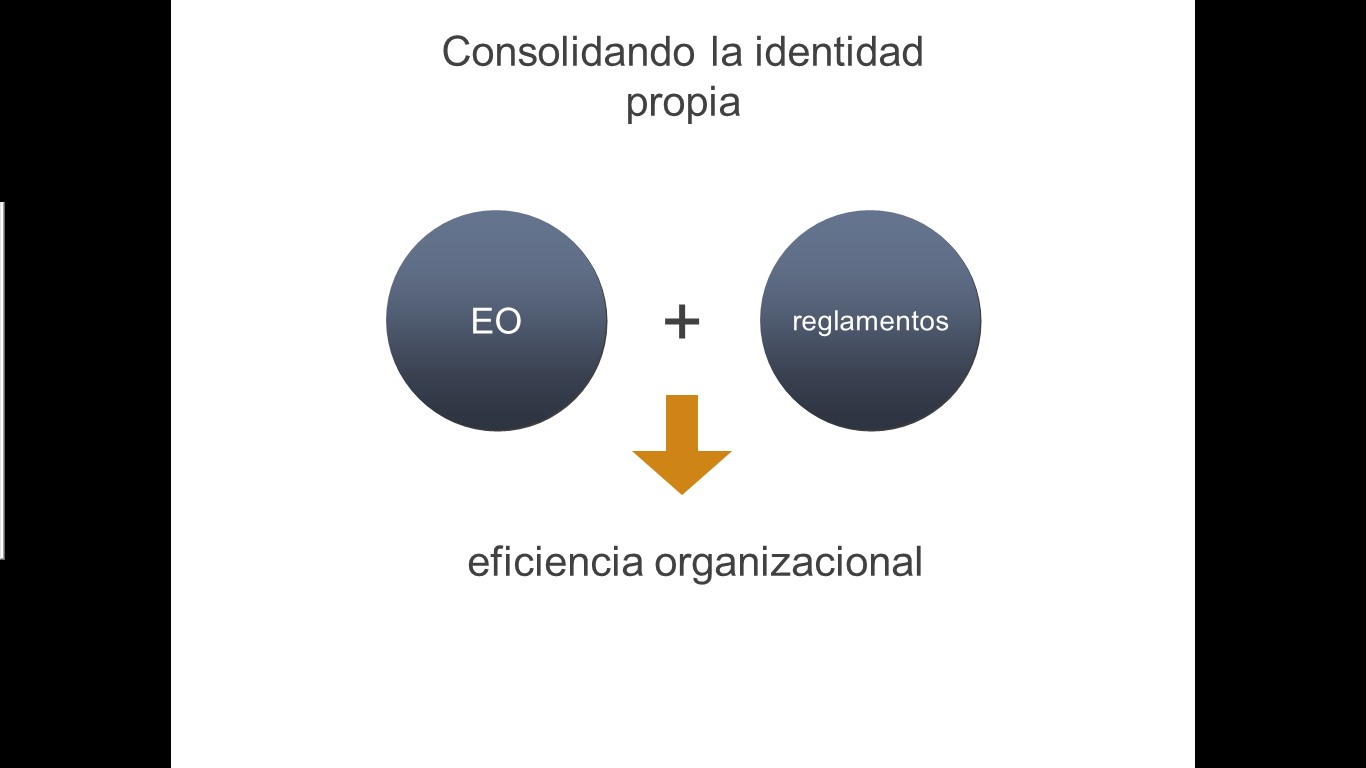 Consolidando la identidad
propia
EO
+
reglamentos
eficiencia organizacional